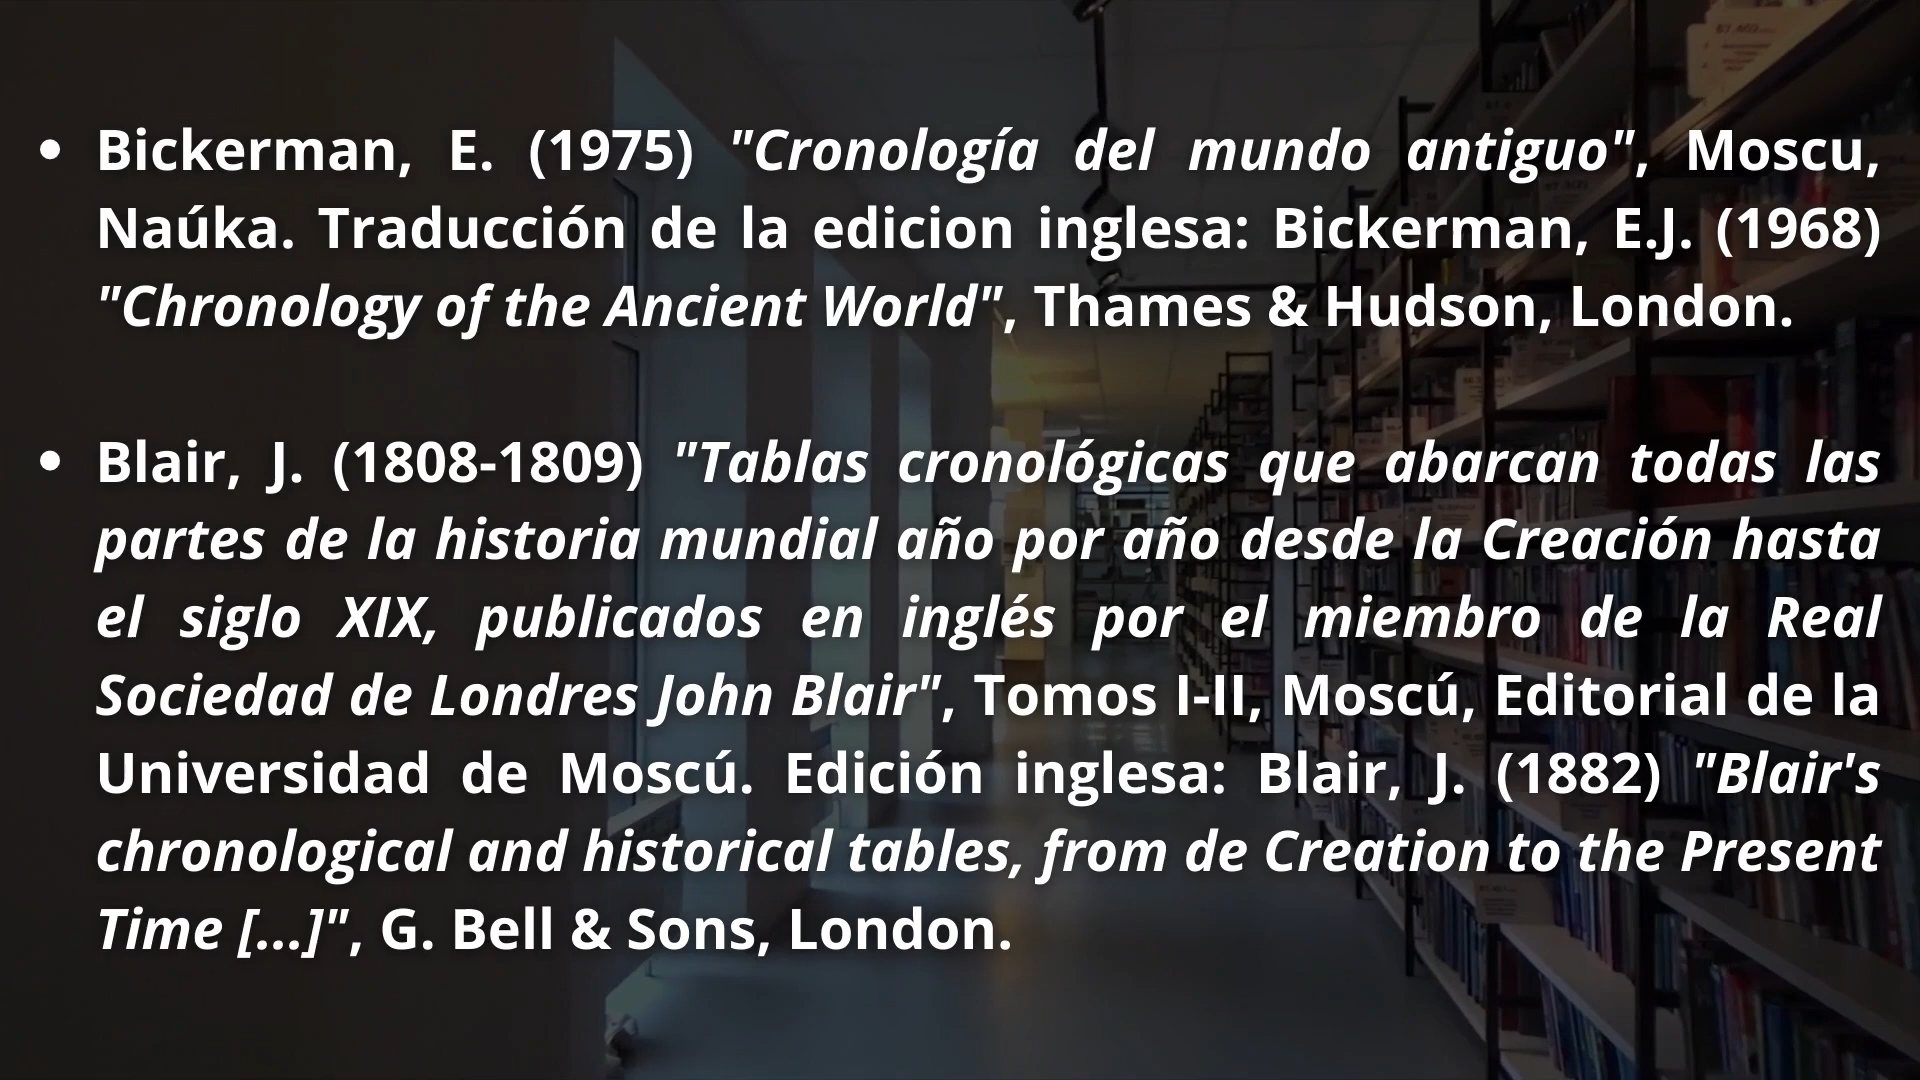 • Bickerman, E. (1975) "Cronología del mundo antiguo", Moscu,
Naúka. Traducción de la edicion inglesa: Bickerman, E.J. (1968)
"Chronology of the Ancient World", Thames & Hudson, London.
• Blair, J. (1808-1809) "Tablas cronológicas que abarcan todas las
partes de la historia mundial año por año desde la Creación hasta
el siglo XIX, publicados en inglés por el miembro de la Real
Sociedad de Londres John Blair", Tomos I-II, Moscú, Editorial de la
Universidad de Moscú. Edición inglesa: Blair, J. (1882) "Blair's
chronological and historical tables, from de Creation to the Present
Time [...]", G. Bell & Sons, London.